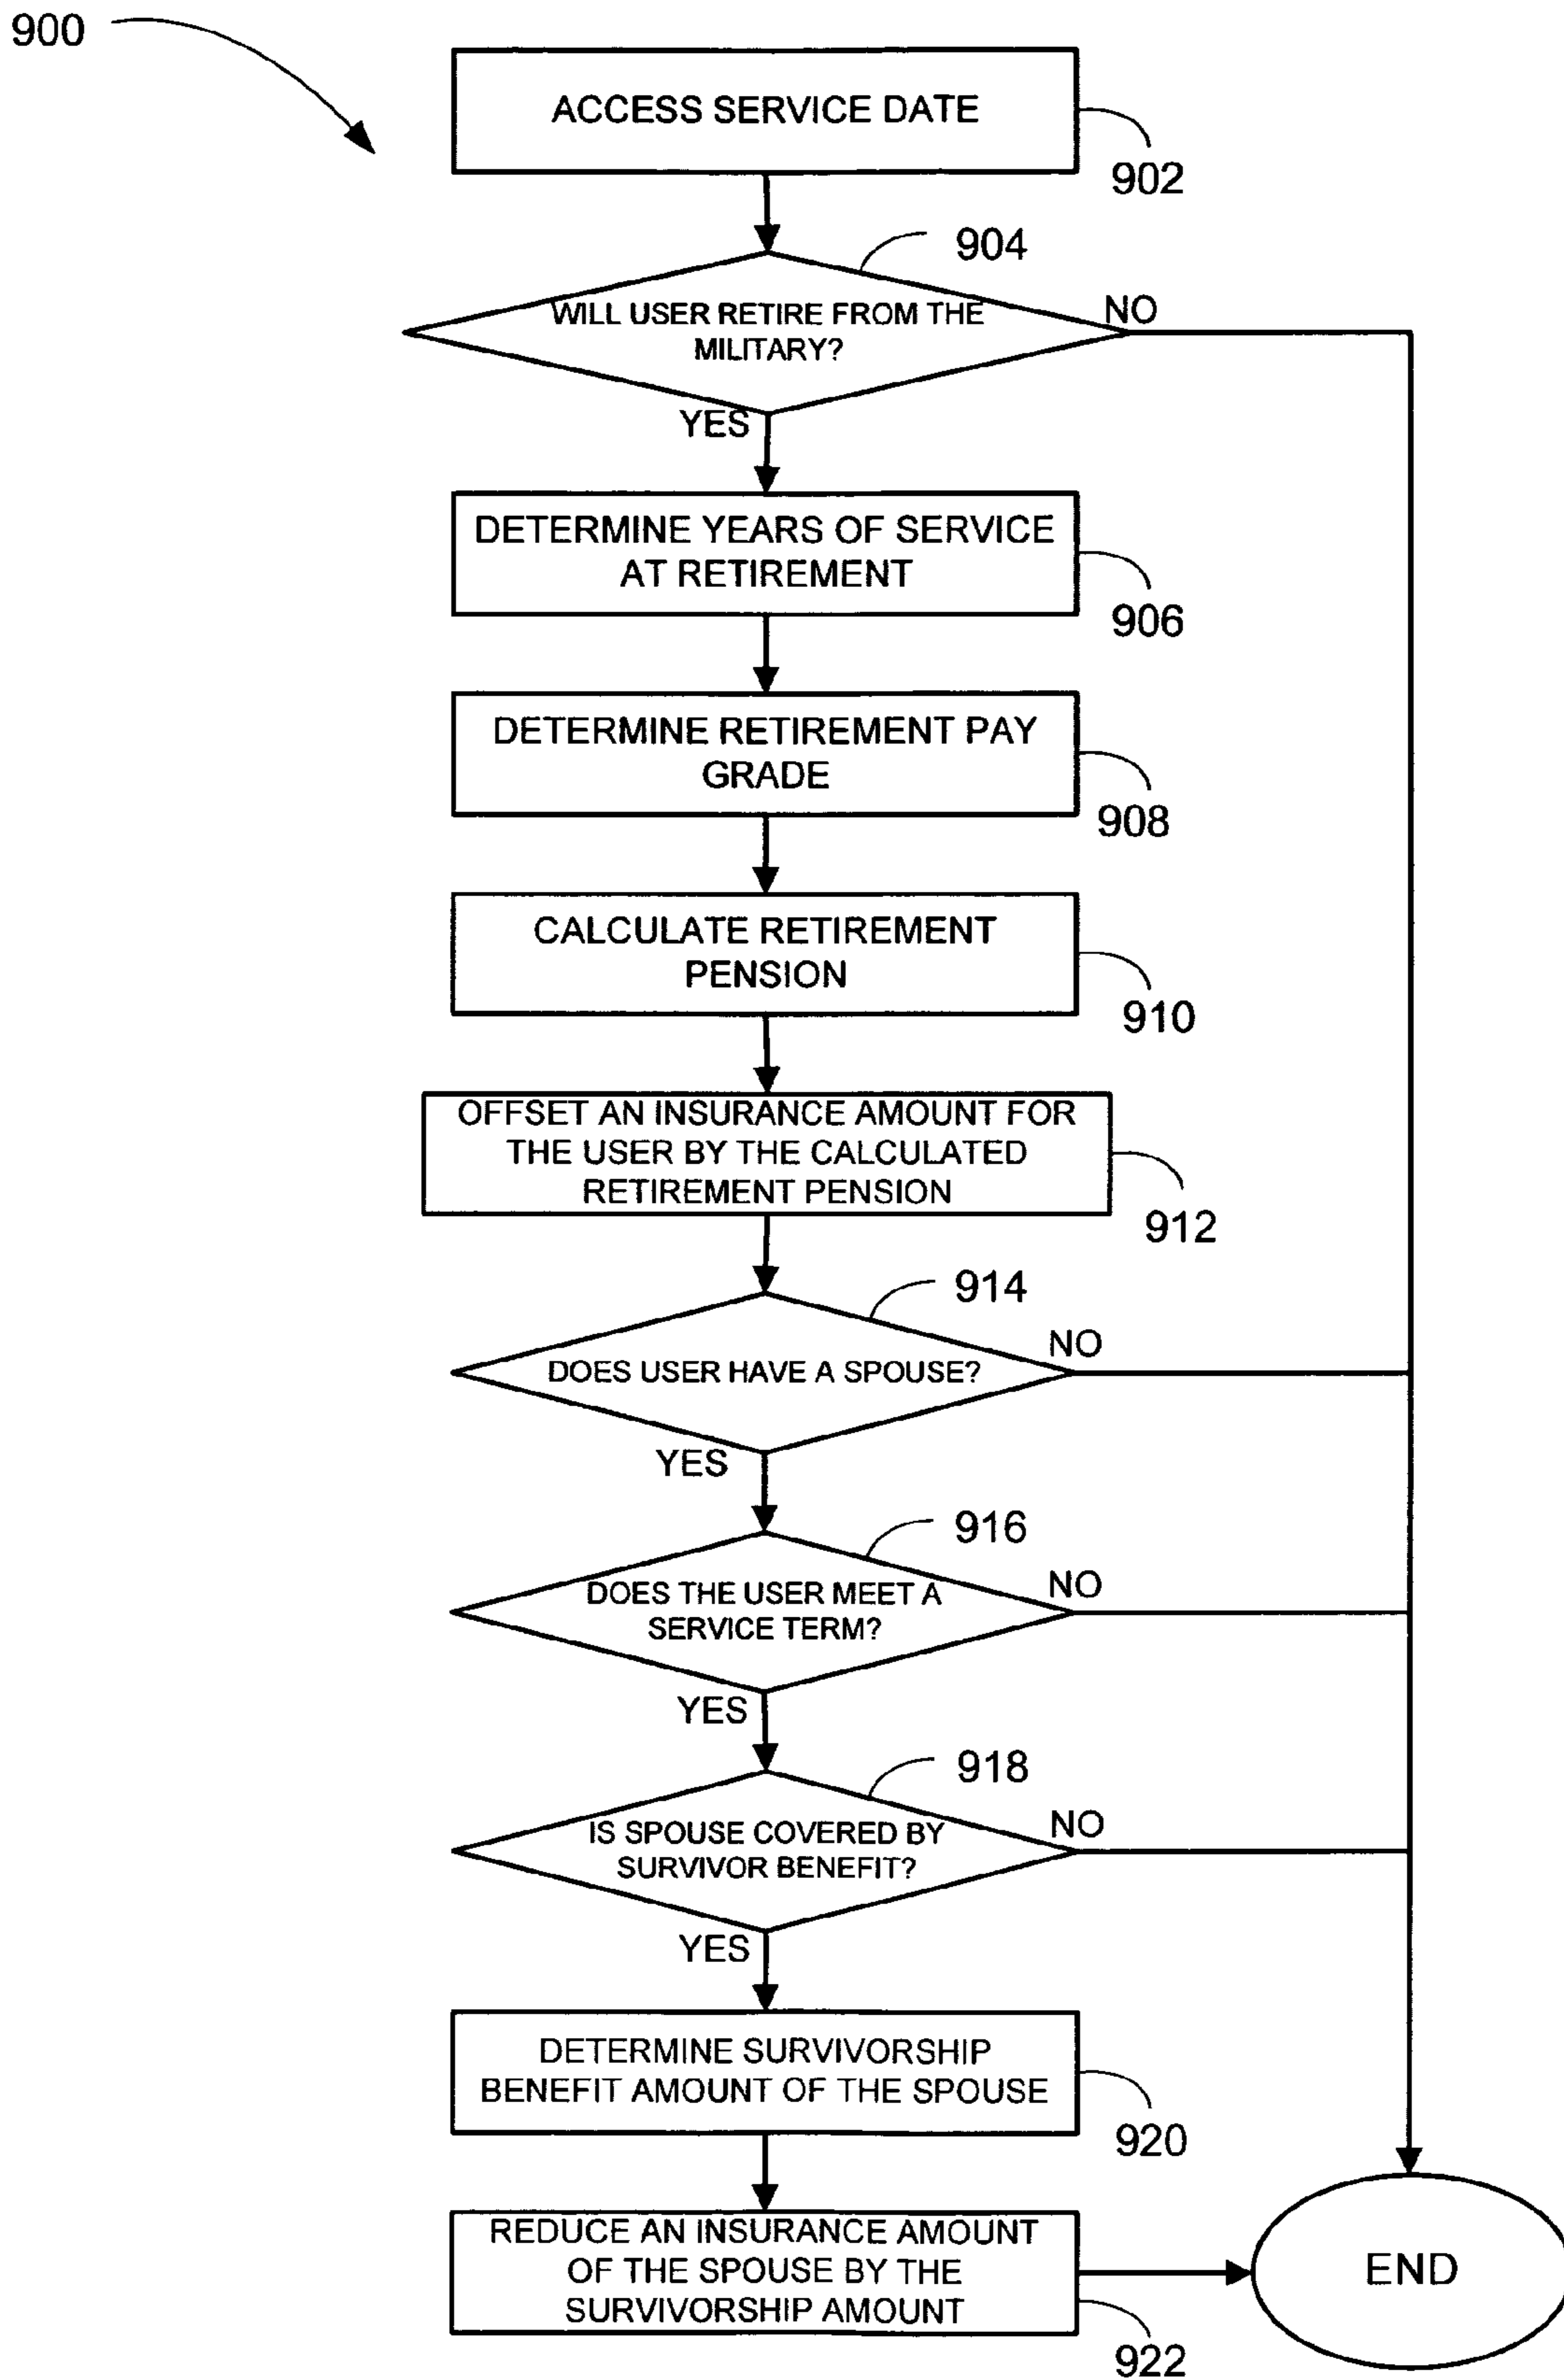 900
ACCESS SERVICE DATE
902
904
WILL USER RETIRE FROM THE
MILITARY?
NO
YES
DETERMINE YEARS OF SERVICE
AT RETIREMENT
906
DETERMINE RETIREMENT PAY
GRADE
908
CALCULATE RETIREMENT
PENSION
910
OFFSET AN INSURANCE AMOUNT FOR
THE USER BY THE CALCULATED
RETIREMENT PENSION
912
914
DOES USER HAVE A SPOUSE?
NO
YES
916
DOES THE USER MEET A
SERVICE TERM?
NO
YES
918
IS SPOUSE COVERED BY
SURVIVOR BENEFIT?
NO
YES
DETERMINE SURVIVORSHIP
BENEFIT AMOUNT OF THE SPOUSE
920
REDUCE AN INSURANCE AMOUNT
OF THE SPOUSE BY THE
SURVIVORSHIP AMOUNT
922
END